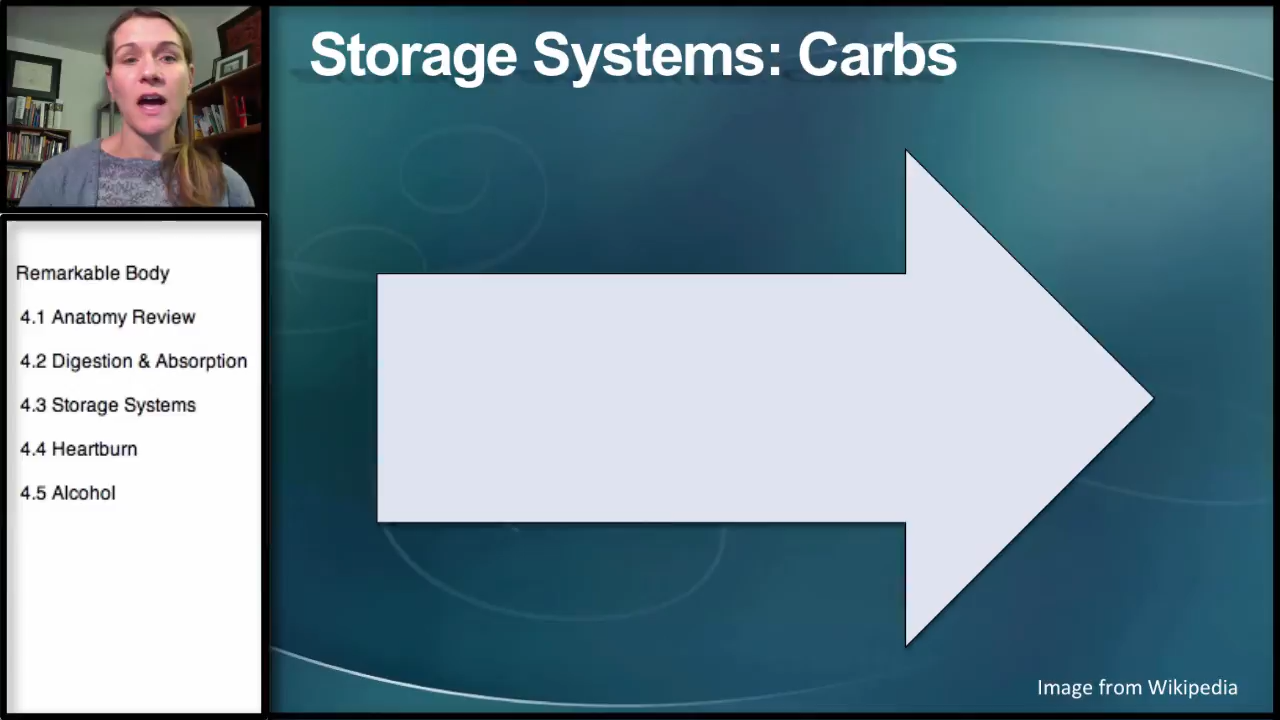 Storage Systems: Carbs
Remarkable Body
4.1 Anatomy Review
4.2 Digestion & Absorption
4.3 Storage Systems
4.4 Heartburn
4.5 Alcohol
Image from Wikipedia